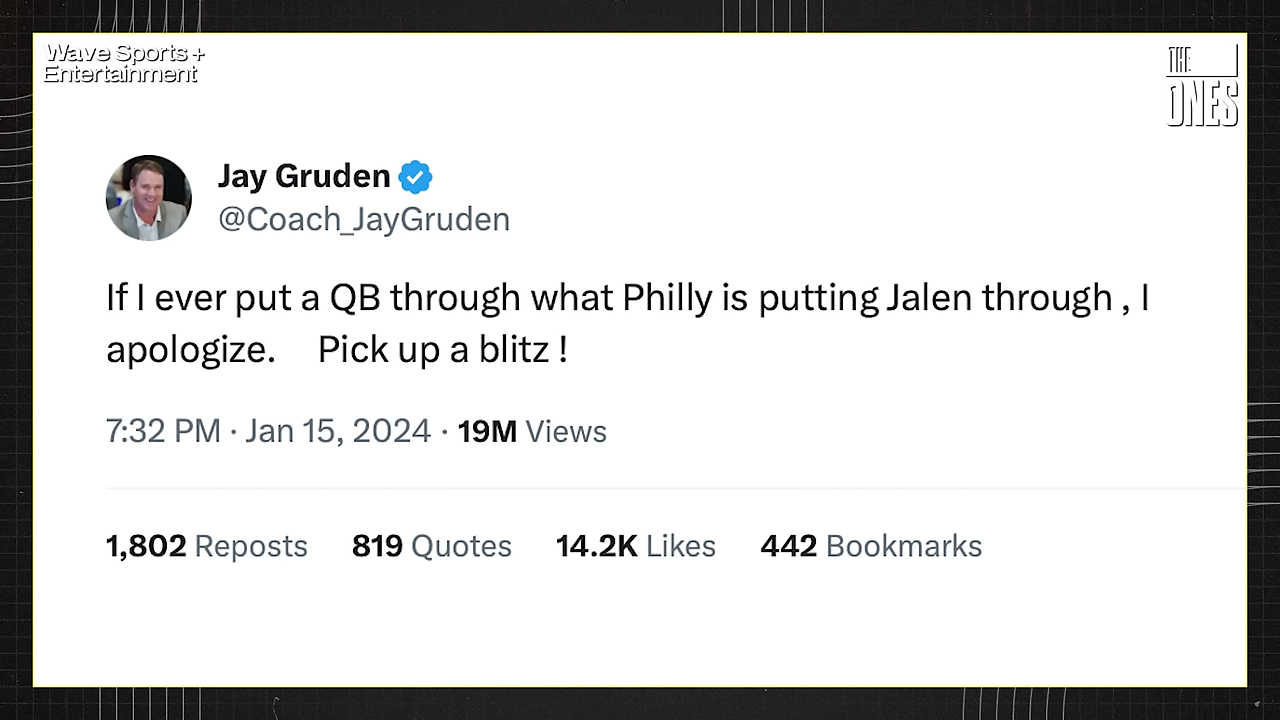 Wave Sports +
Entertainment
THE
ONES
Jay Gruden
@Coach_JayGruden
If I ever put a QB through what Philly is putting Jalen through , I
apologize. Pick up a blitz !
7:32 PM · Jan 15, 2024 · 19M Views
1,802 Reposts 819 Quotes 14.2K Likes 442 Bookmarks